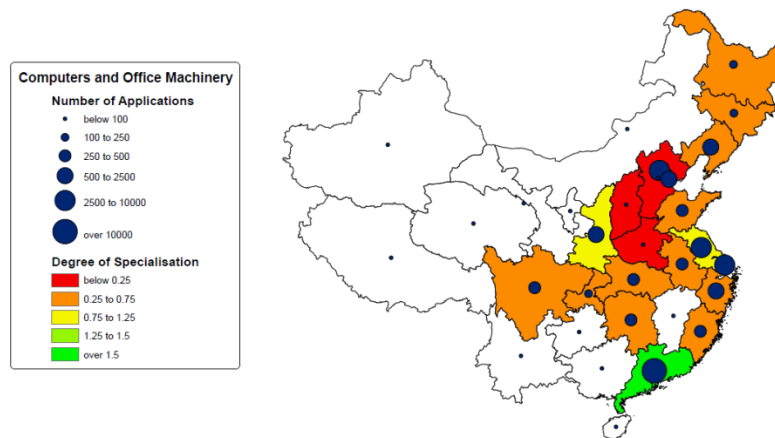 Computers and Office Machinery
Number of Applications
below 100
100 to 250
250 to 500
500 to 2500
2500 to 10000
over 10000
Degree of Specialisation
below 0.25
0.25 to 0.75
0.75 to 1.25
1.25 to 1.5
over 1.5